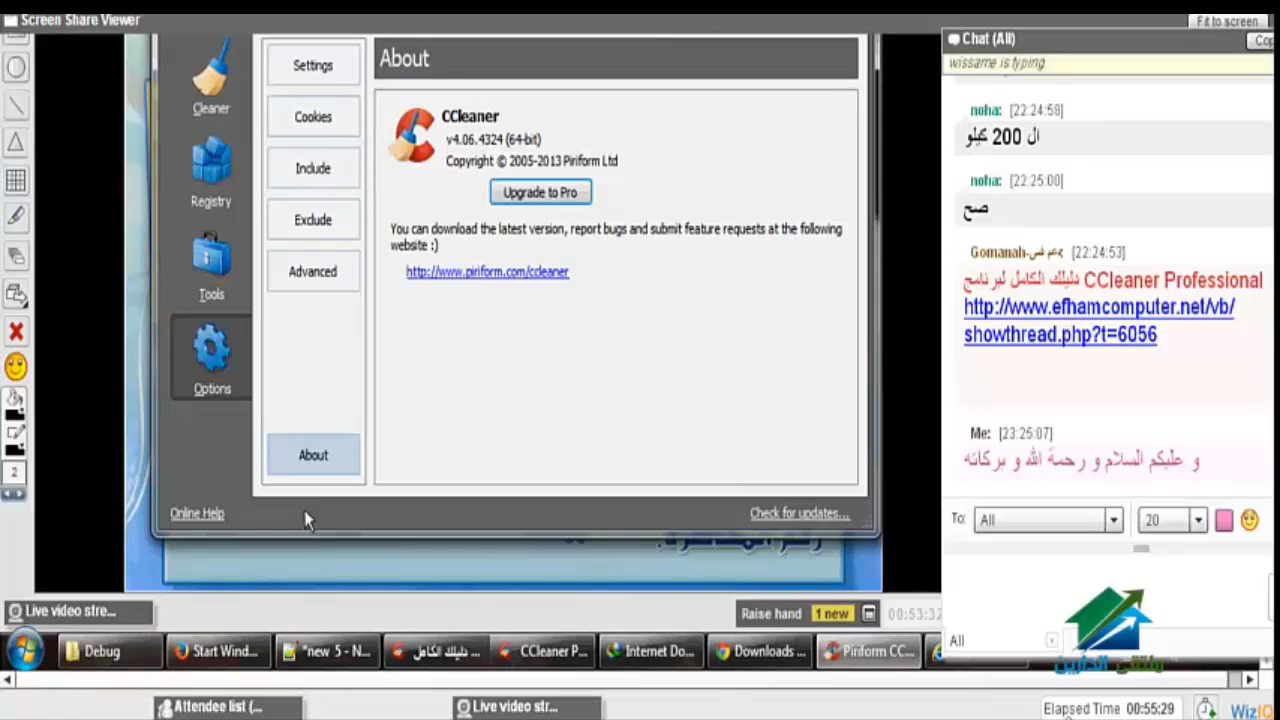 Screen Share Viewer
Fit to screen
Cleaner
Registry
Tools
Options
Online Help
Settings
Cookies
Include
Exclude
Advanced
About
About
CCleaner
v4.06.4324 (64-bit)
Copyright © 2005-2013 Piriform Ltd
Upgrade to Pro
You can download the latest version, report bugs and submit feature requests at the following
website :)
http://www.piriform.com/ccleaner
Check for updates...
Chat (All)
wissame is typing.
noha: [22:24:58]
ال 200 كيلو
noha: [22:25:00]
صح
Gomanah- [22:24:53]
دليلك الكامل لبرنامج CCleaner Professional
http://www.efhamcomputer.net/vb/
showthread.php?t=6056
Me: [23:25:07]
و عليكم السلام و رحمة الله و بركاته
To: All 20
All
2
Live video stre...
Raise hand 1 new 00:53:32
Debug
Start Wind...
"new 5 - N...
دليلك الكامل ...
CCleaner P...
Internet Do...
Downloads ...
Piriform CC...
ملتقى الدارين
Attendee list (...
Live video str...
Elapsed Time 00:55:29
WizIQ